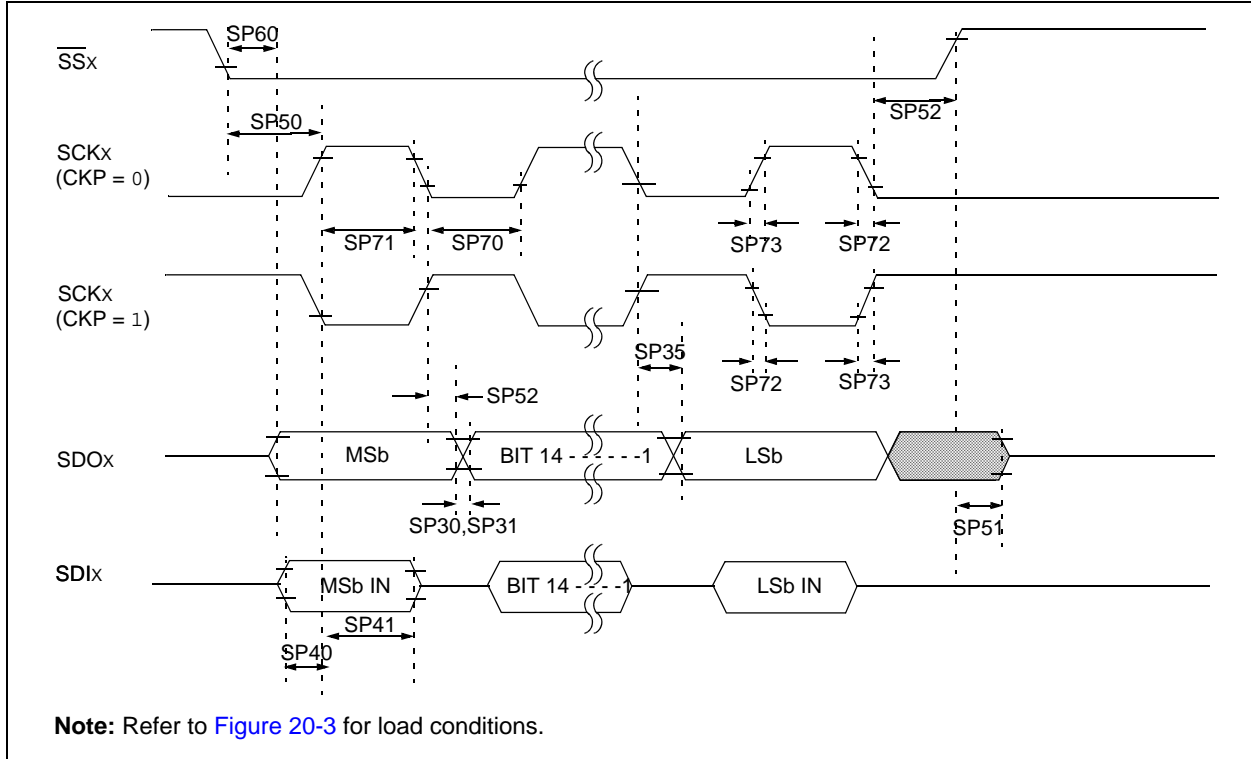 SP60
SSX
SP50
SP52
SCKX
(CKP = 0)
SP71
SP70
SP73
SP72
SCKX
(CKP = 1)
SP35
SP72
SP73
SP52
SDOX
MSb
BIT 14 - - - - - -1
LSb
SP30,SP31
SP51
SDIX
MSb IN
BIT 14 - - - -1
LSb IN
SP41
SP40
Note: Refer to Figure 20-3 for load conditions.